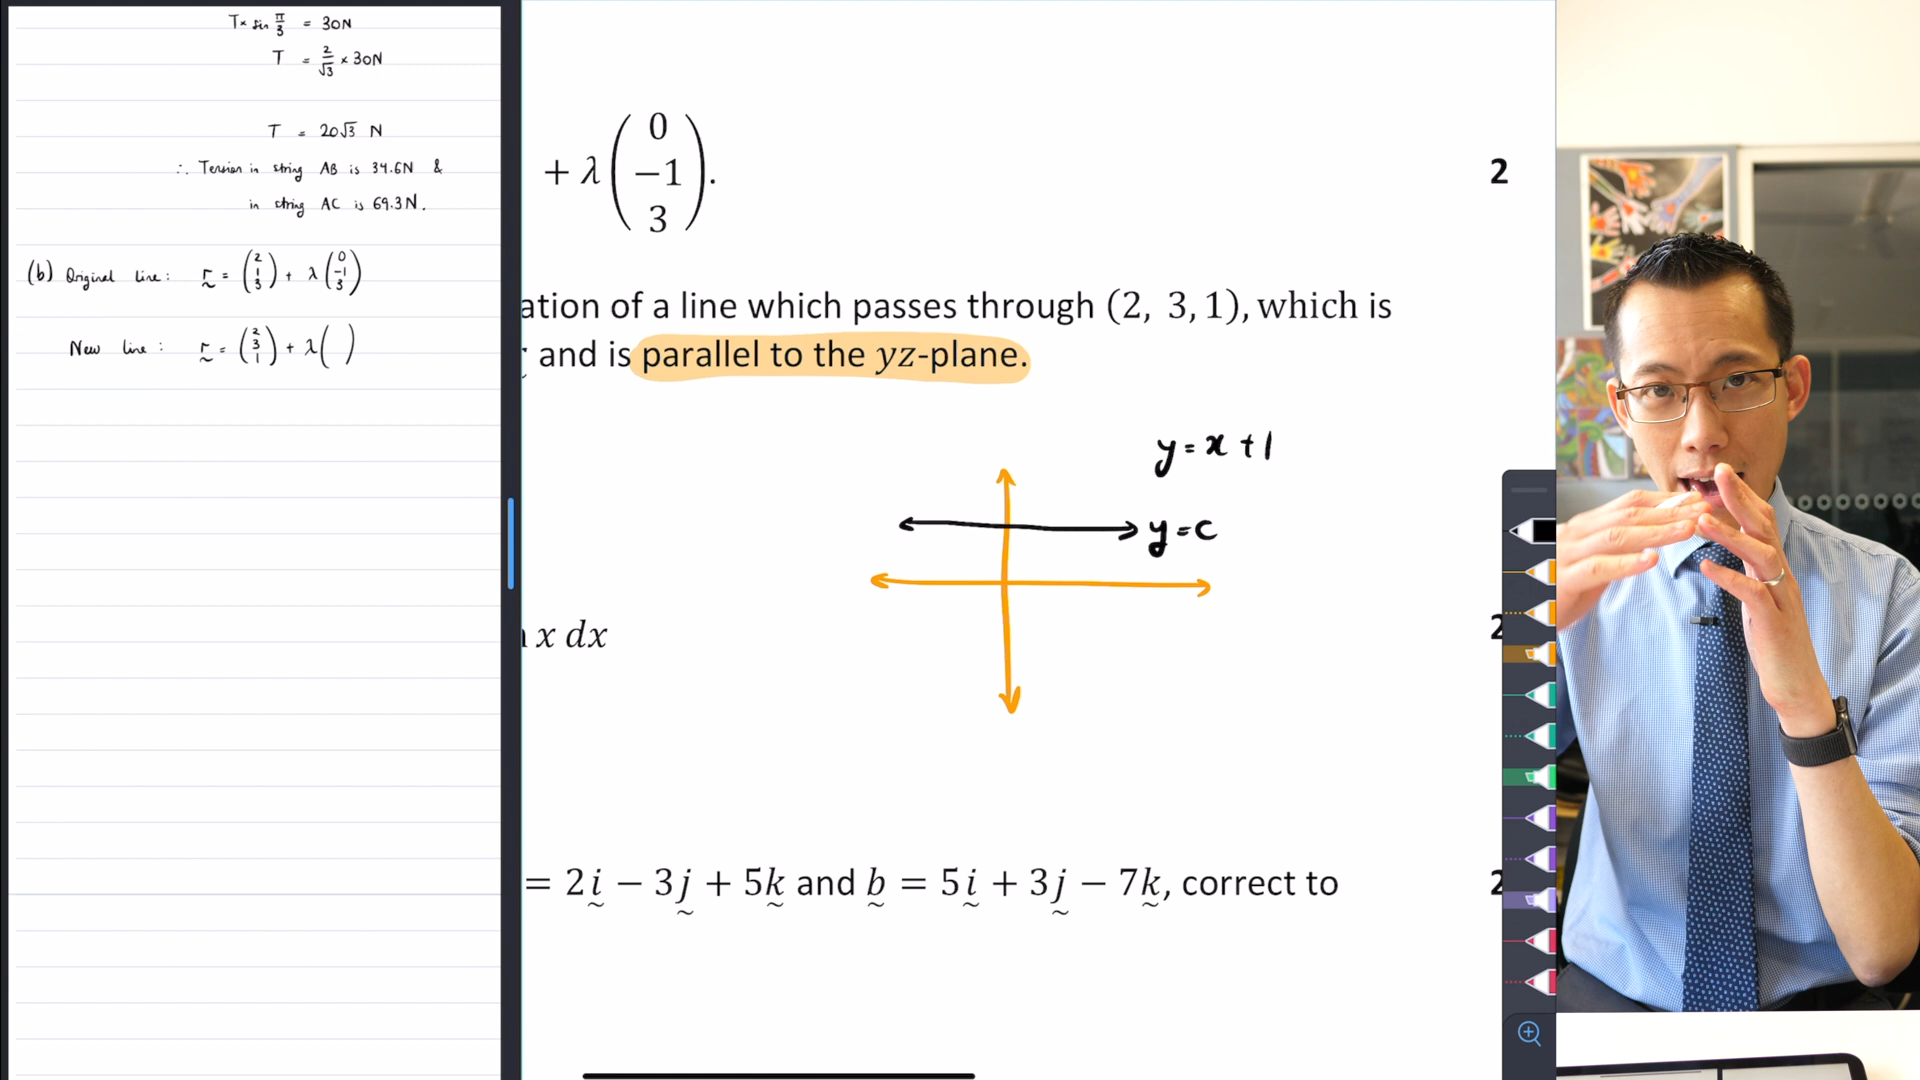 T× sin π/3 = 30N
T = 2/√3 × 30N
T = 20√3 N
∴ Tension in string AB is 34.6N &
in string AC is 69.3N.
(b) Original line: r = (2 1 3) + λ(0 -1 3)
New line: r = (2 3 1) + λ( )
+ λ(0 −1 3). 2
ation of a line which passes through (2, 3, 1), which is
and is parallel to the yz-plane.
y = x + 1
y = c
x dx 2
= 2i − 3j + 5k and b = 5i + 3j − 7k, correct to 2